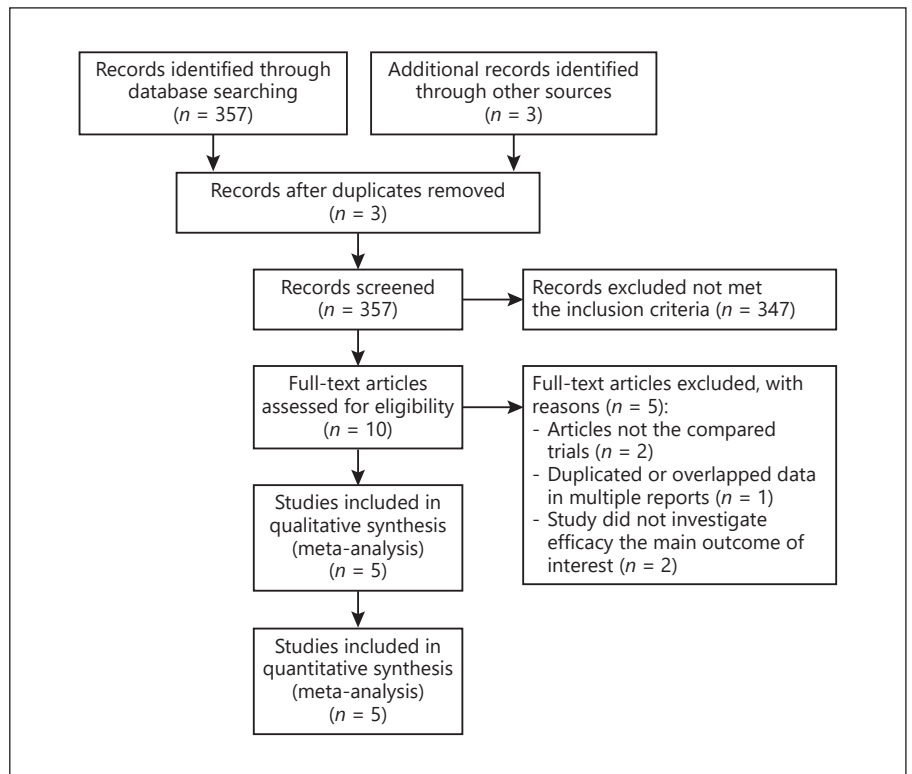 Records identified through
database searching
(n = 357)
Additional records identified
through other sources
(n = 3)
Records after duplicates removed
(n = 3)
Records screened
(n = 357)
Records excluded not met
the inclusion criteria (n = 347)
Full-text articles
assessed for eligibility
(n = 10)
Full-text articles excluded, with
reasons (n = 5):
- Articles not the compared
trials (n = 2)
- Duplicated or overlapped data
in multiple reports (n = 1)
- Study did not investigate
efficacy the main outcome of
interest (n = 2)
Studies included in
qualitative synthesis
(meta-analysis)
(n = 5)
Studies included in
quantitative synthesis
(meta-analysis)
(n = 5)